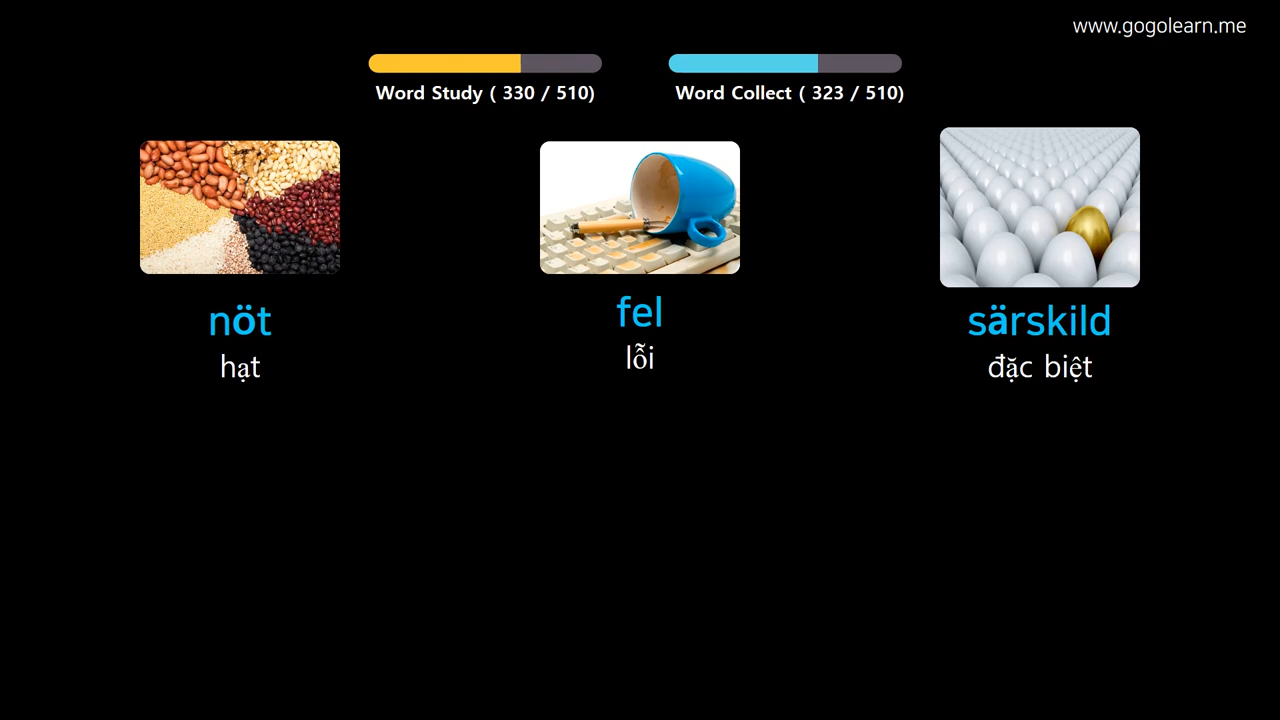 www.gogolearn.me
Word Study ( 330 / 510)
Word Collect ( 323 / 510)
nöt
hạt
fel
lỗi
särskild
đặc biệt